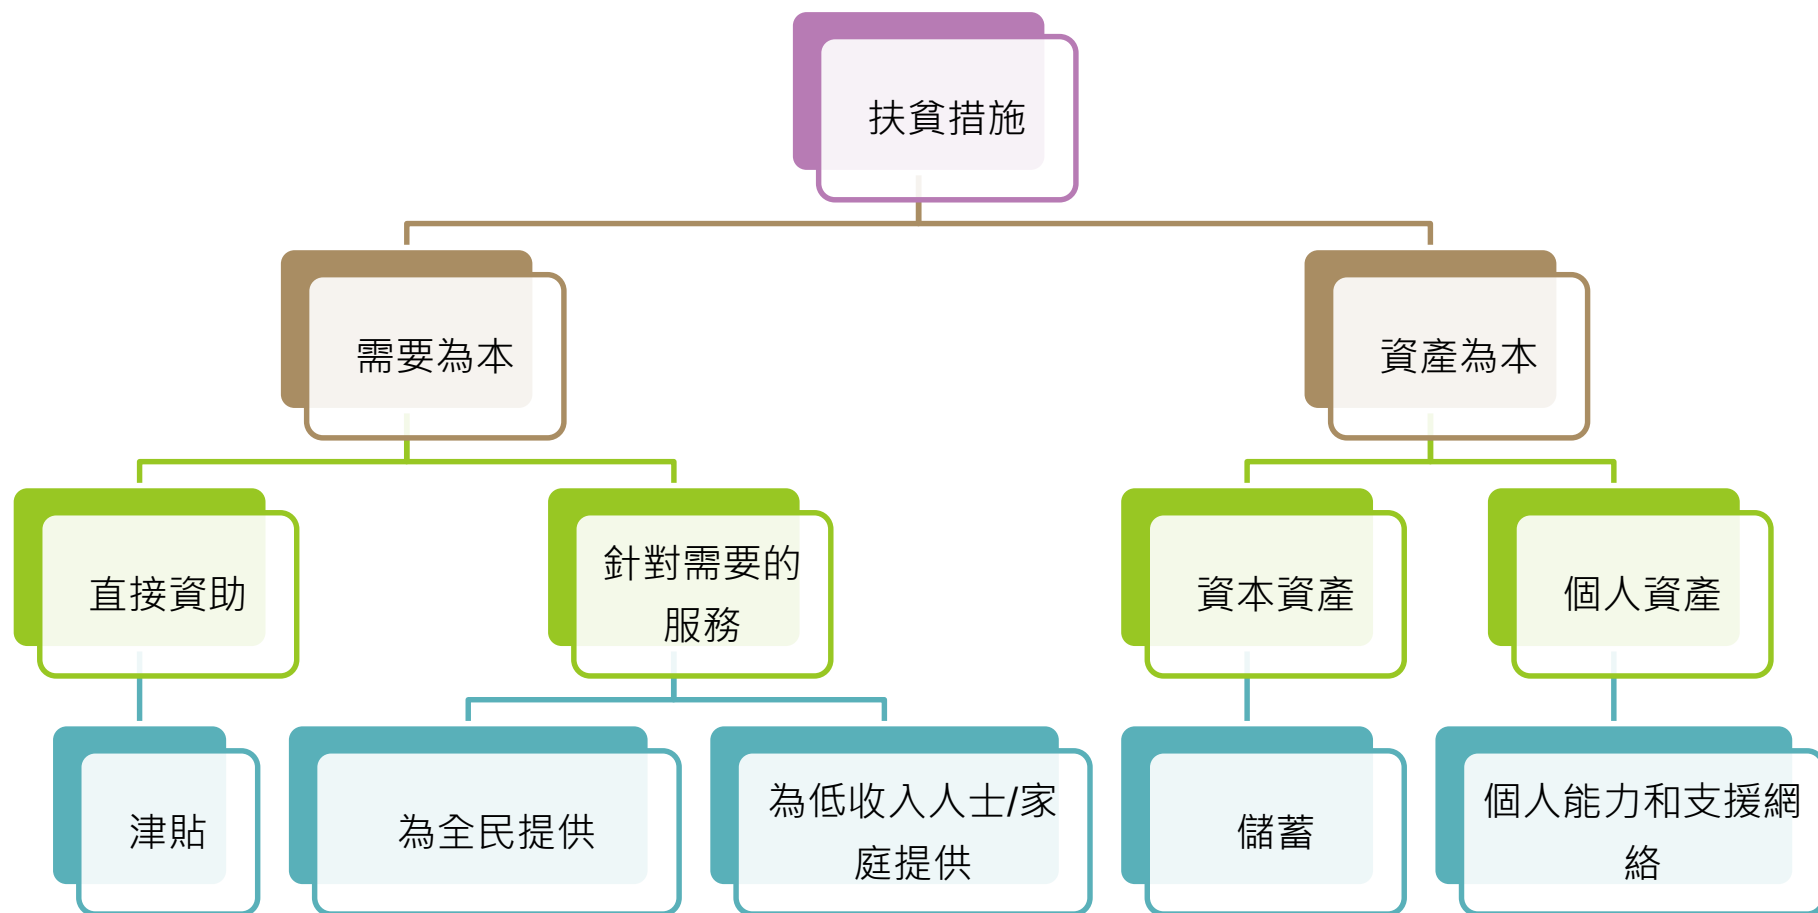 扶貧措施
需要為本
資產為本
直接資助
針對需要的
服務
資本資產
個人資產
津貼
為全民提供
為低收入人士/家
庭提供
儲蓄
個人能力和支援網
絡